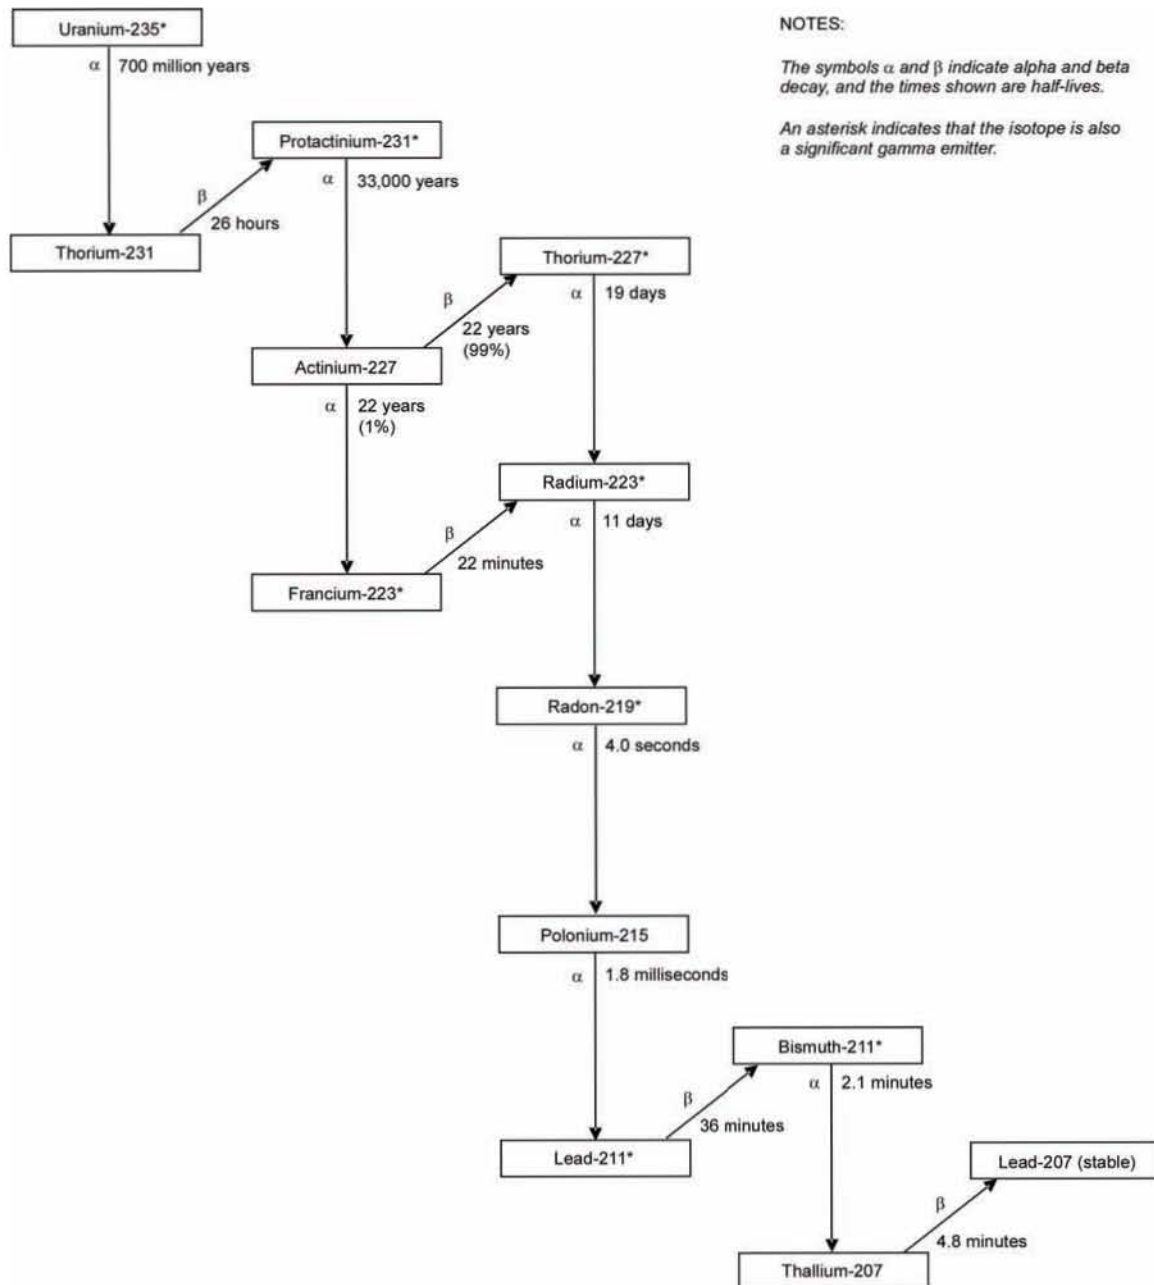 Uranium-235*
α 700 million years
NOTES:
The symbols α and β indicate alpha and beta
decay, and the times shown are half-lives.
An asterisk indicates that the isotope is also
a significant gamma emitter.
Protactinium-231*
α 33,000 years
β
26 hours
Thorium-231
Thorium-227*
α 19 days
β
22 years
(99%)
Actinium-227
α 22 years
(1%)
Radium-223*
α 11 days
β
22 minutes
Francium-223*
Radon-219*
α 4.0 seconds
Polonium-215
α 1.8 milliseconds
Bismuth-211*
α 2.1 minutes
β
36 minutes
Lead-211*
Lead-207 (stable)
β
4.8 minutes
Thallium-207